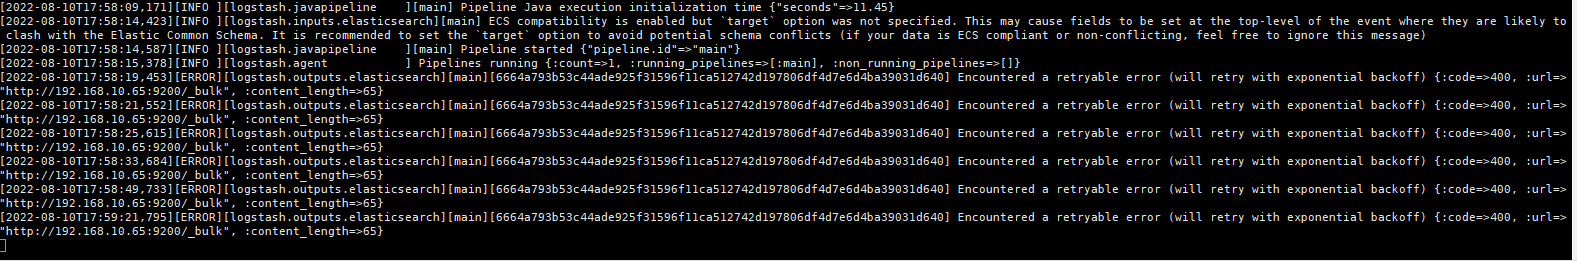 [2022-08-10T17:58:09,171][INFO ][logstash.javapipeline    ][main] Pipeline Java execution initialization time {"seconds"=>11.45}
[2022-08-10T17:58:14,423][INFO ][logstash.inputs.elasticsearch][main] ECS compatibility is enabled but `target` option was not specified. This may cause fields to be set at the top-level of the event where they are likely to
 clash with the Elastic Common Schema. It is recommended to set the `target` option to avoid potential schema conflicts (if your data is ECS compliant or non-conflicting, feel free to ignore this message)
[2022-08-10T17:58:14,587][INFO ][logstash.javapipeline    ][main] Pipeline started {"pipeline.id"=>"main"}
[2022-08-10T17:58:15,378][INFO ][logstash.agent           ] Pipelines running {:count=>1, :running_pipelines=>[:main], :non_running_pipelines=>[]}
[2022-08-10T17:58:19,453][ERROR][logstash.outputs.elasticsearch][main][6664a793b53c44ade925f31596f11ca512742d197806df4d7e6d4ba39031d640] Encountered a retryable error (will retry with exponential backoff) {:code=>400, :url=>
"http://192.168.10.65:9200/_bulk", :content_length=>65}
[2022-08-10T17:58:21,552][ERROR][logstash.outputs.elasticsearch][main][6664a793b53c44ade925f31596f11ca512742d197806df4d7e6d4ba39031d640] Encountered a retryable error (will retry with exponential backoff) {:code=>400, :url=>
"http://192.168.10.65:9200/_bulk", :content_length=>65}
[2022-08-10T17:58:25,615][ERROR][logstash.outputs.elasticsearch][main][6664a793b53c44ade925f31596f11ca512742d197806df4d7e6d4ba39031d640] Encountered a retryable error (will retry with exponential backoff) {:code=>400, :url=>
"http://192.168.10.65:9200/_bulk", :content_length=>65}
[2022-08-10T17:58:33,684][ERROR][logstash.outputs.elasticsearch][main][6664a793b53c44ade925f31596f11ca512742d197806df4d7e6d4ba39031d640] Encountered a retryable error (will retry with exponential backoff) {:code=>400, :url=>
"http://192.168.10.65:9200/_bulk", :content_length=>65}
[2022-08-10T17:58:49,733][ERROR][logstash.outputs.elasticsearch][main][6664a793b53c44ade925f31596f11ca512742d197806df4d7e6d4ba39031d640] Encountered a retryable error (will retry with exponential backoff) {:code=>400, :url=>
"http://192.168.10.65:9200/_bulk", :content_length=>65}
[2022-08-10T17:59:21,795][ERROR][logstash.outputs.elasticsearch][main][6664a793b53c44ade925f31596f11ca512742d197806df4d7e6d4ba39031d640] Encountered a retryable error (will retry with exponential backoff) {:code=>400, :url=>
"http://192.168.10.65:9200/_bulk", :content_length=>65}